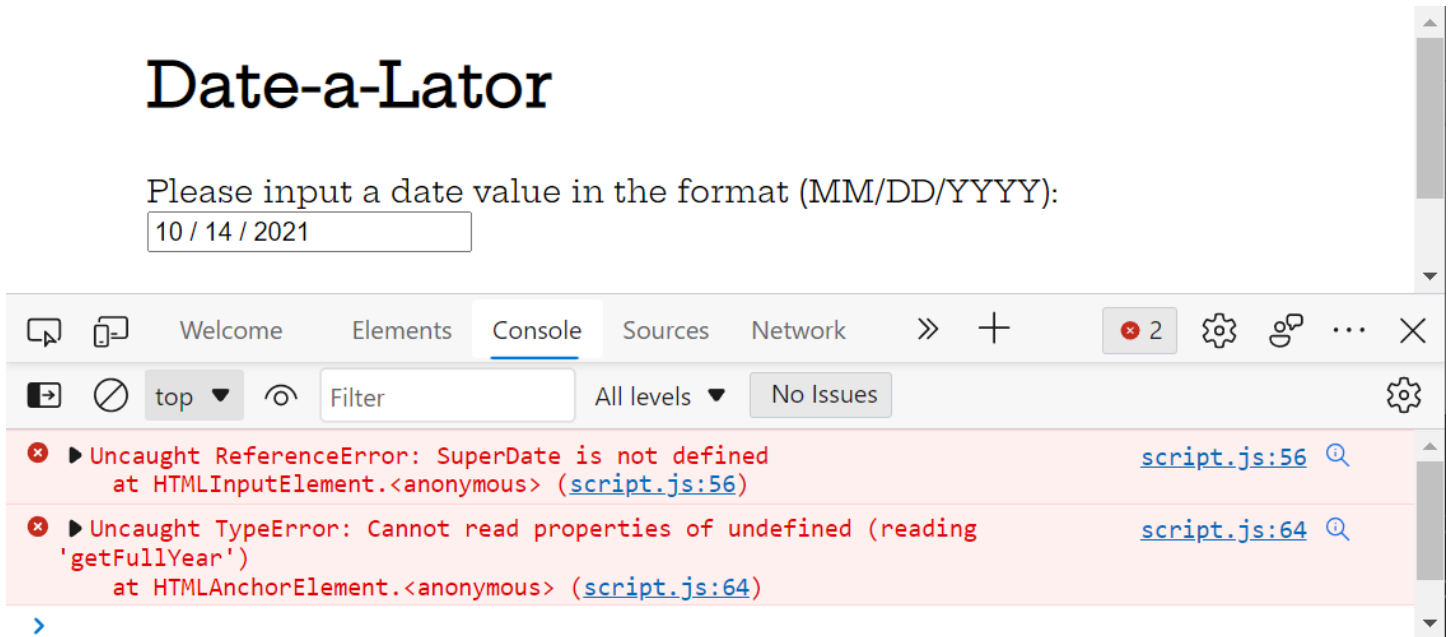 Date-a-Lator
Please input a date value in the format (MM/DD/YYYY):
10 / 14 / 2021
Welcome Elements Console Sources Network 2
top Filter All levels No Issues
Uncaught ReferenceError: SuperDate is not defined script.js:56
at HTMLInputElement.<anonymous> (script.js:56)
Uncaught TypeError: Cannot read properties of undefined (reading script.js:64
'getFullYear')
at HTMLAnchorElement.<anonymous> (script.js:64)